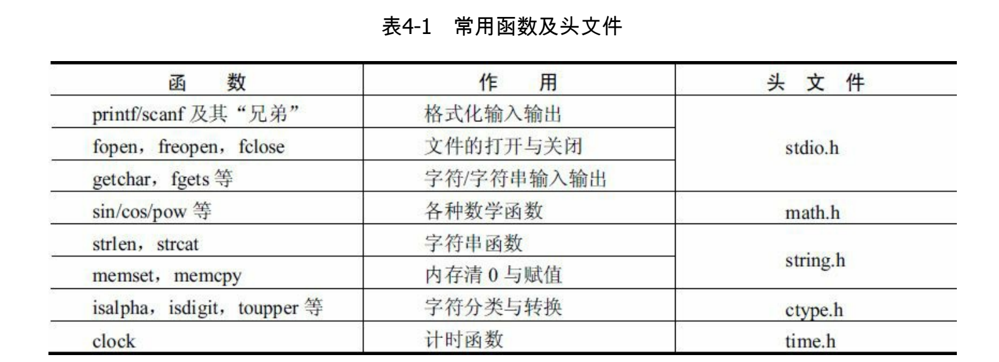 表4-1 常用函数及头文件
函 数 作 用 头 文 件
printf/scanf 及其“兄弟” 格式化输入输出
fopen，freopen，fclose 文件的打开与关闭 stdio.h
getchar，fgets 等 字符/字符串输入输出
sin/cos/pow 等 各种数学函数 math.h
strlen，strcat 字符串函数
string.h
memset，memcpy 内存清 0 与赋值
isalpha，isdigit，toupper 等 字符分类与转换 ctype.h
clock 计时函数 time.h